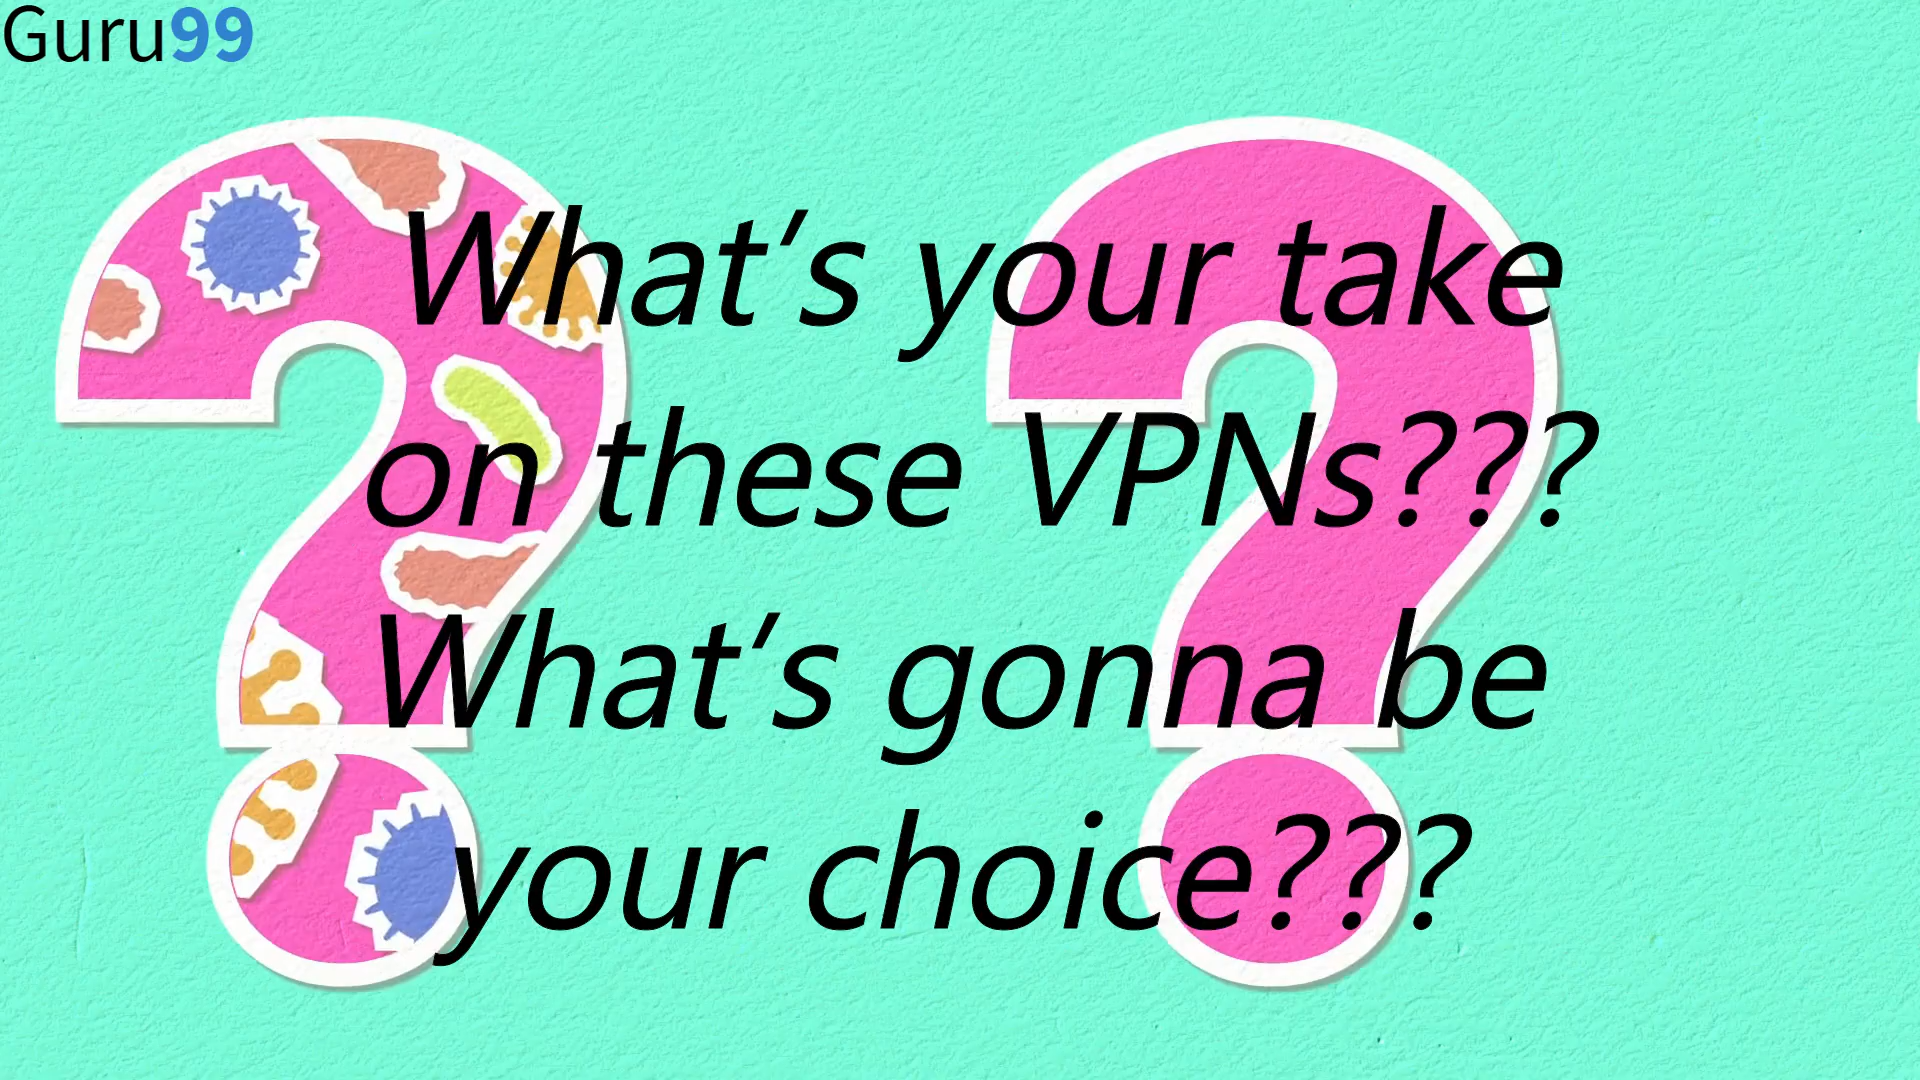 Guru99
What's your take
on these VPNs???
What's gonna be
your choice???